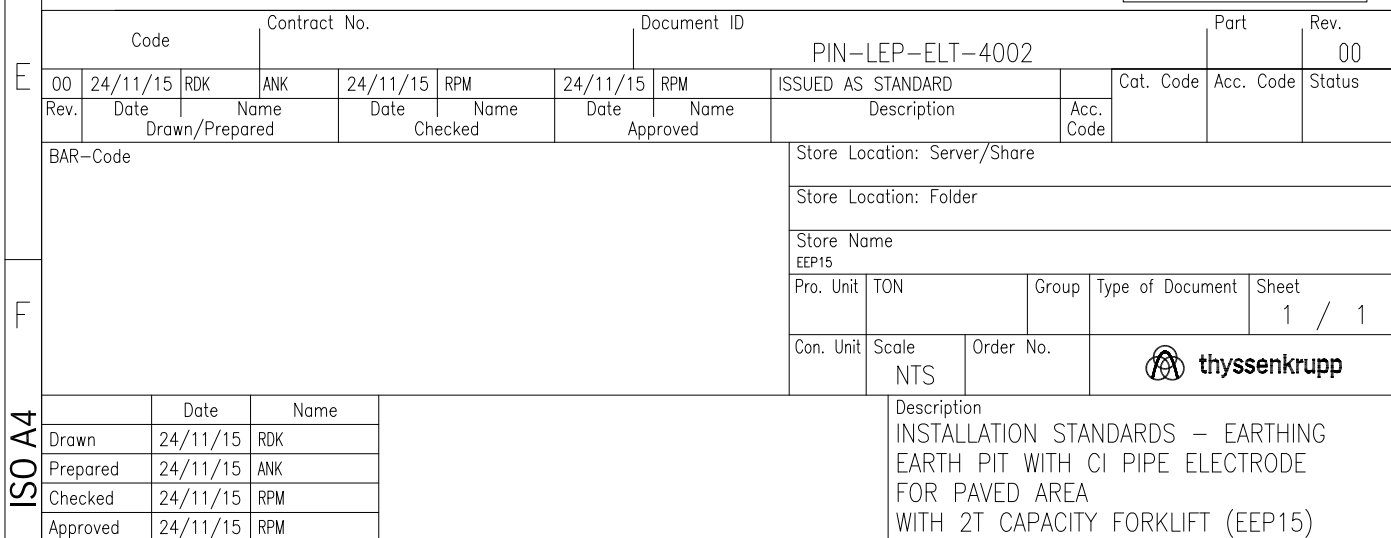 Code Contract No. Document ID Part Rev.
PIN-LEP-ELT-4002 00
E
00 24/11/15 RDK ANK 24/11/15 RPM 24/11/15 RPM ISSUED AS STANDARD Cat. Code Acc. Code Status
Rev. Date Name Date Name Date Name Description Acc. Code
Drawn/Prepared Checked Approved
BAR-Code
Store Location: Server/Share
Store Location: Folder
Store Name
EEP15
Pro. Unit TON Group Type of Document Sheet
1 / 1
F
Con. Unit Scale Order No.
NTS
thyssenkrupp
ISO A4
Date Name
Drawn 24/11/15 RDK
Prepared 24/11/15 ANK
Checked 24/11/15 RPM
Approved 24/11/15 RPM
Description
INSTALLATION STANDARDS - EARTHING
EARTH PIT WITH CI PIPE ELECTRODE
FOR PAVED AREA
WITH 2T CAPACITY FORKLIFT (EEP15)